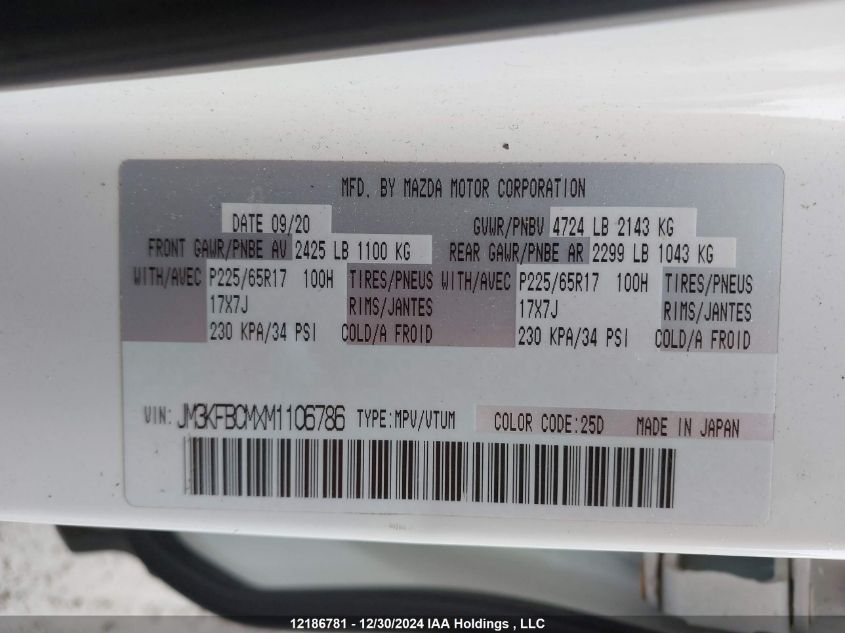 MFD. BY MAZDA MOTOR CORPORATION
DATE 09/20 GVWR/PNBV 4724 LB 2143 KG
FRONT GAWR/PNBE AV 2425 LB 1100 KG REAR GAWR/PNBE AR 2299 LB 1043 KG
WITH/AVEC P225/65R17 100H TIRES/PNEUS WITH/AVEC P225/65R17 100H TIRES/PNEUS
17X7J RIMS/JANTES 17X7J RIMS/JANTES
230 KPA/34 PSI COLD/A FROID 230 KPA/34 PSI COLD/A FROID
VIN: JM3KFBCMXM1106786 TYPE:MPV/VTUM COLOR CODE:25D MADE IN JAPAN
12186781 - 12/30/2024 IAA Holdings , LLC